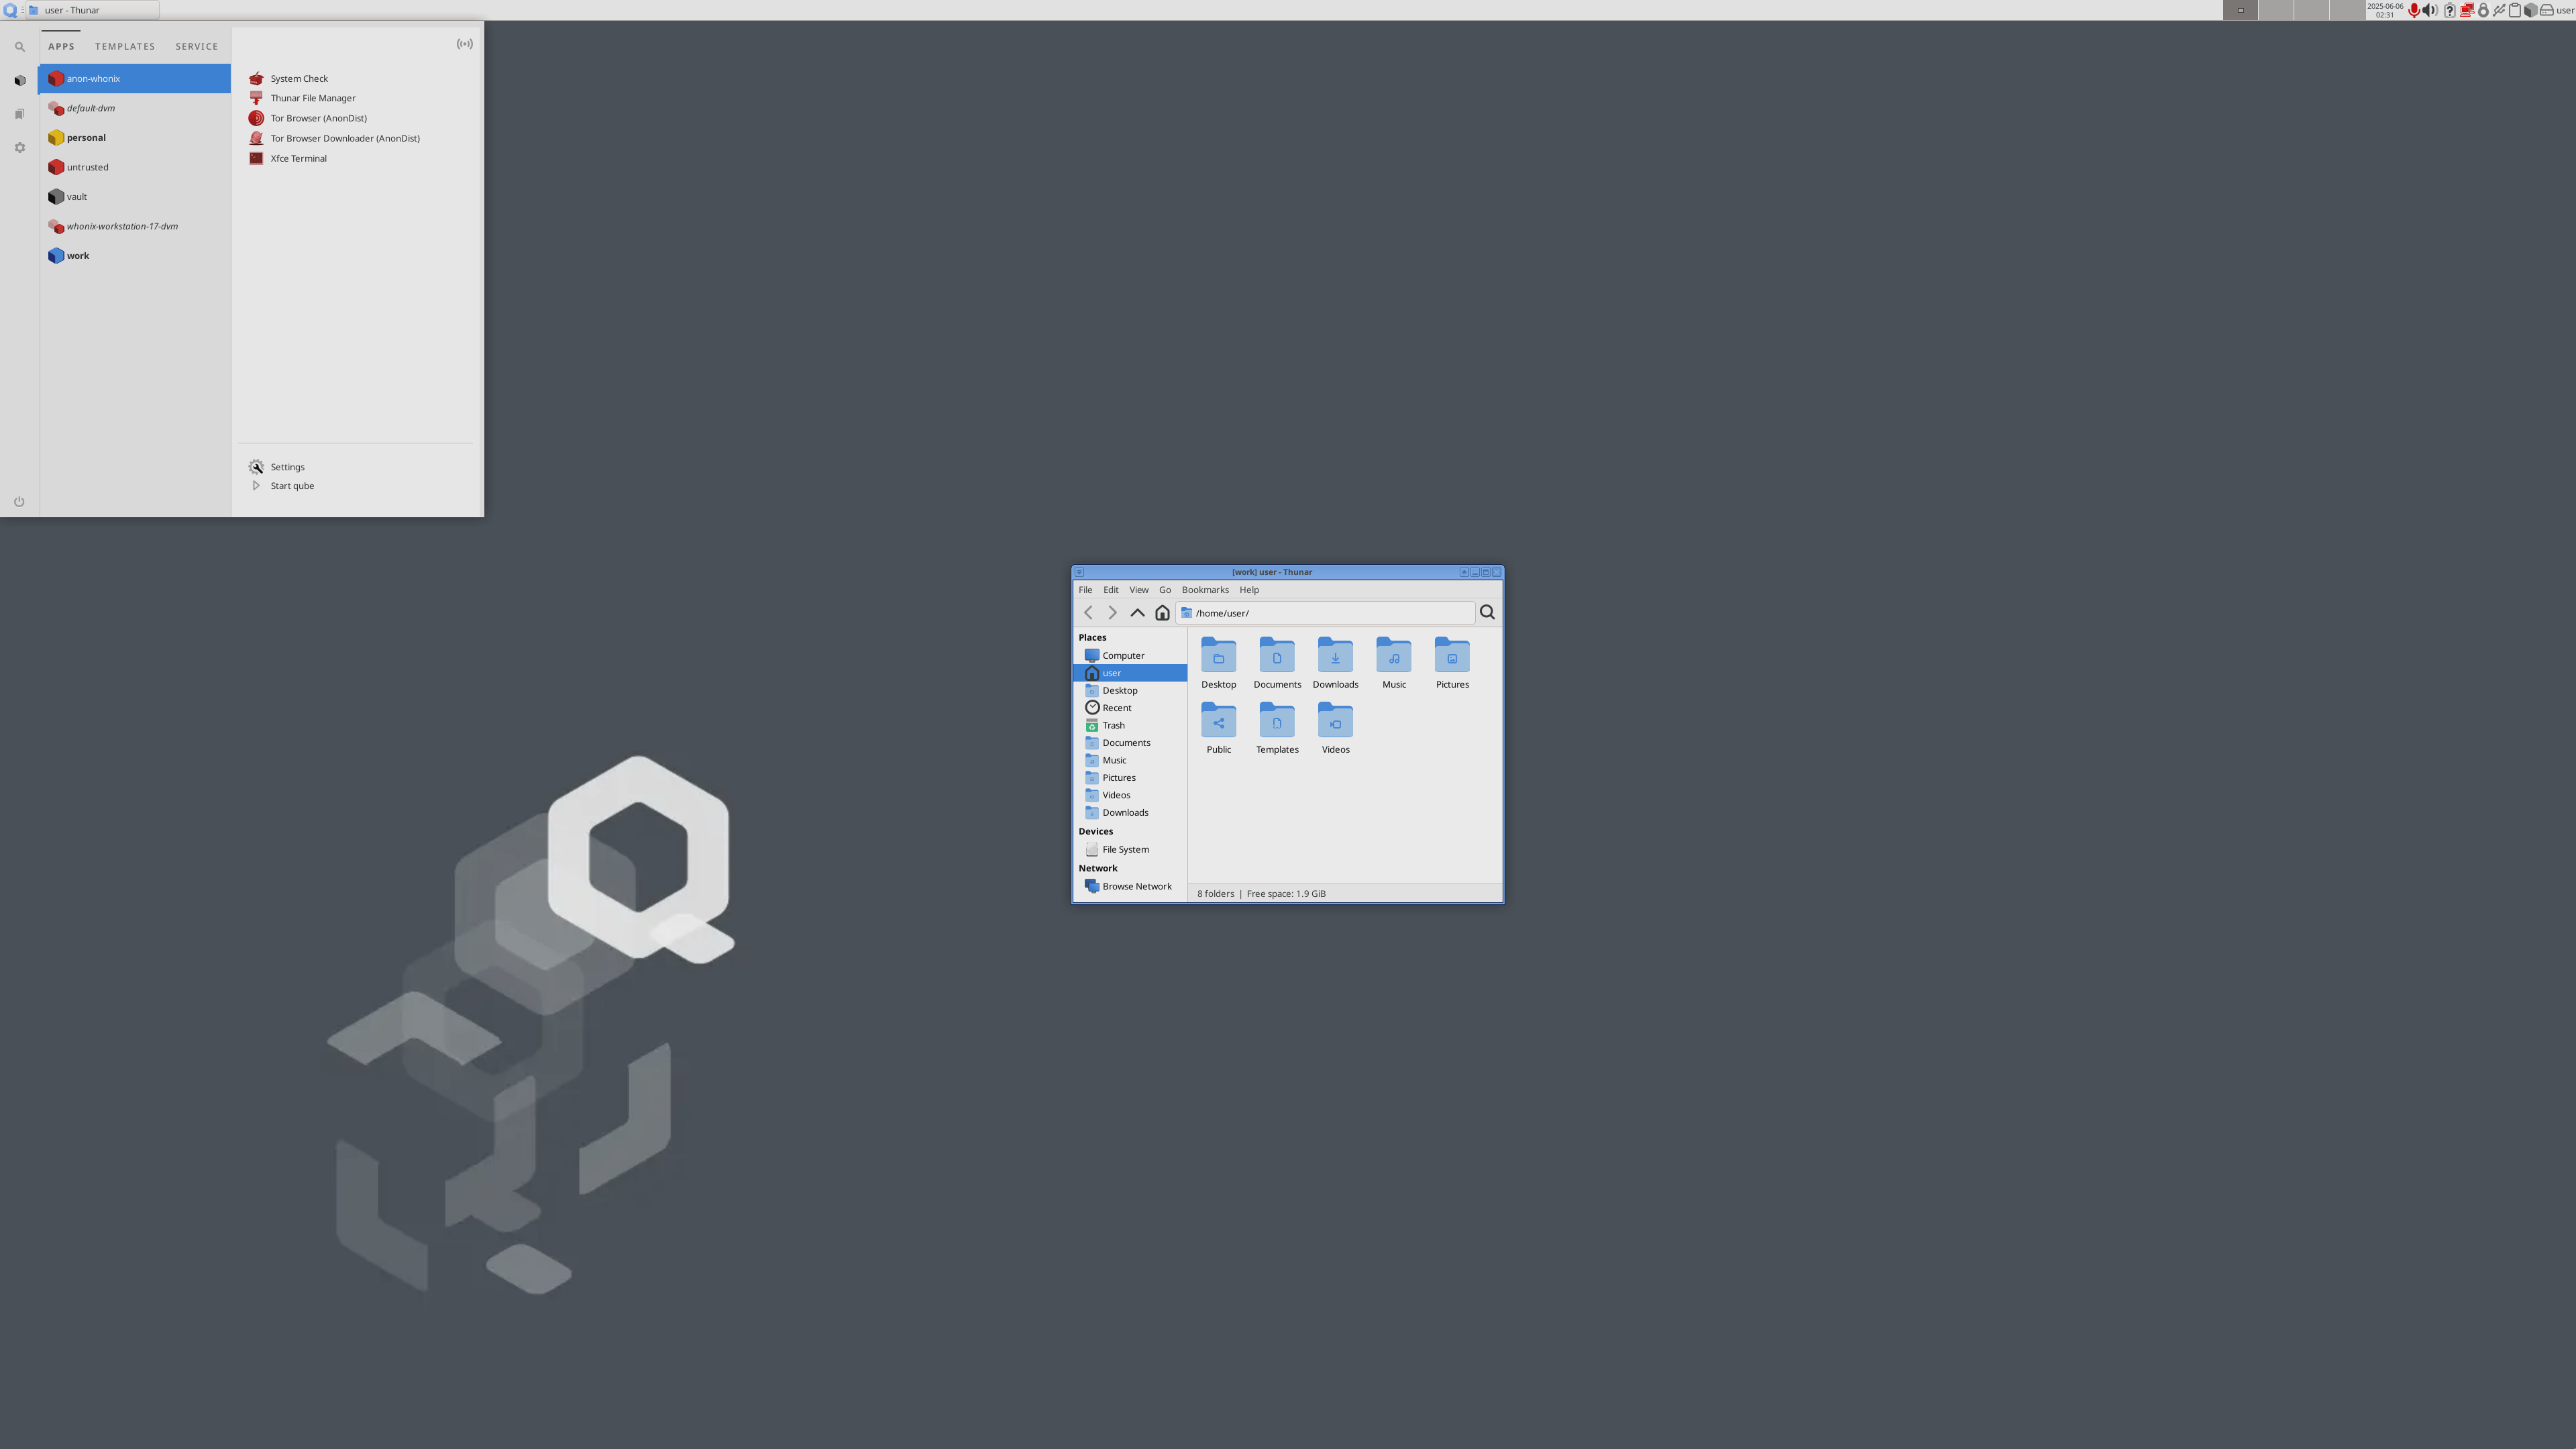 user - Thunar
2025-06-06
02:31
user
APPS TEMPLATES SERVICE
anon-whonix
default-dvm
personal
untrusted
vault
whonix-workstation-17-dvm
work
System Check
Thunar File Manager
Tor Browser (AnonDist)
Tor Browser Downloader (AnonDist)
Xfce Terminal
Settings
Start qube
[work] user - Thunar
File Edit View Go Bookmarks Help
/home/user/
Places
Computer
user
Desktop
Recent
Trash
Documents
Music
Pictures
Videos
Downloads
Devices
File System
Network
Browse Network
Desktop Documents Downloads Music Pictures
Public Templates Videos
8 folders | Free space: 1.9 GiB